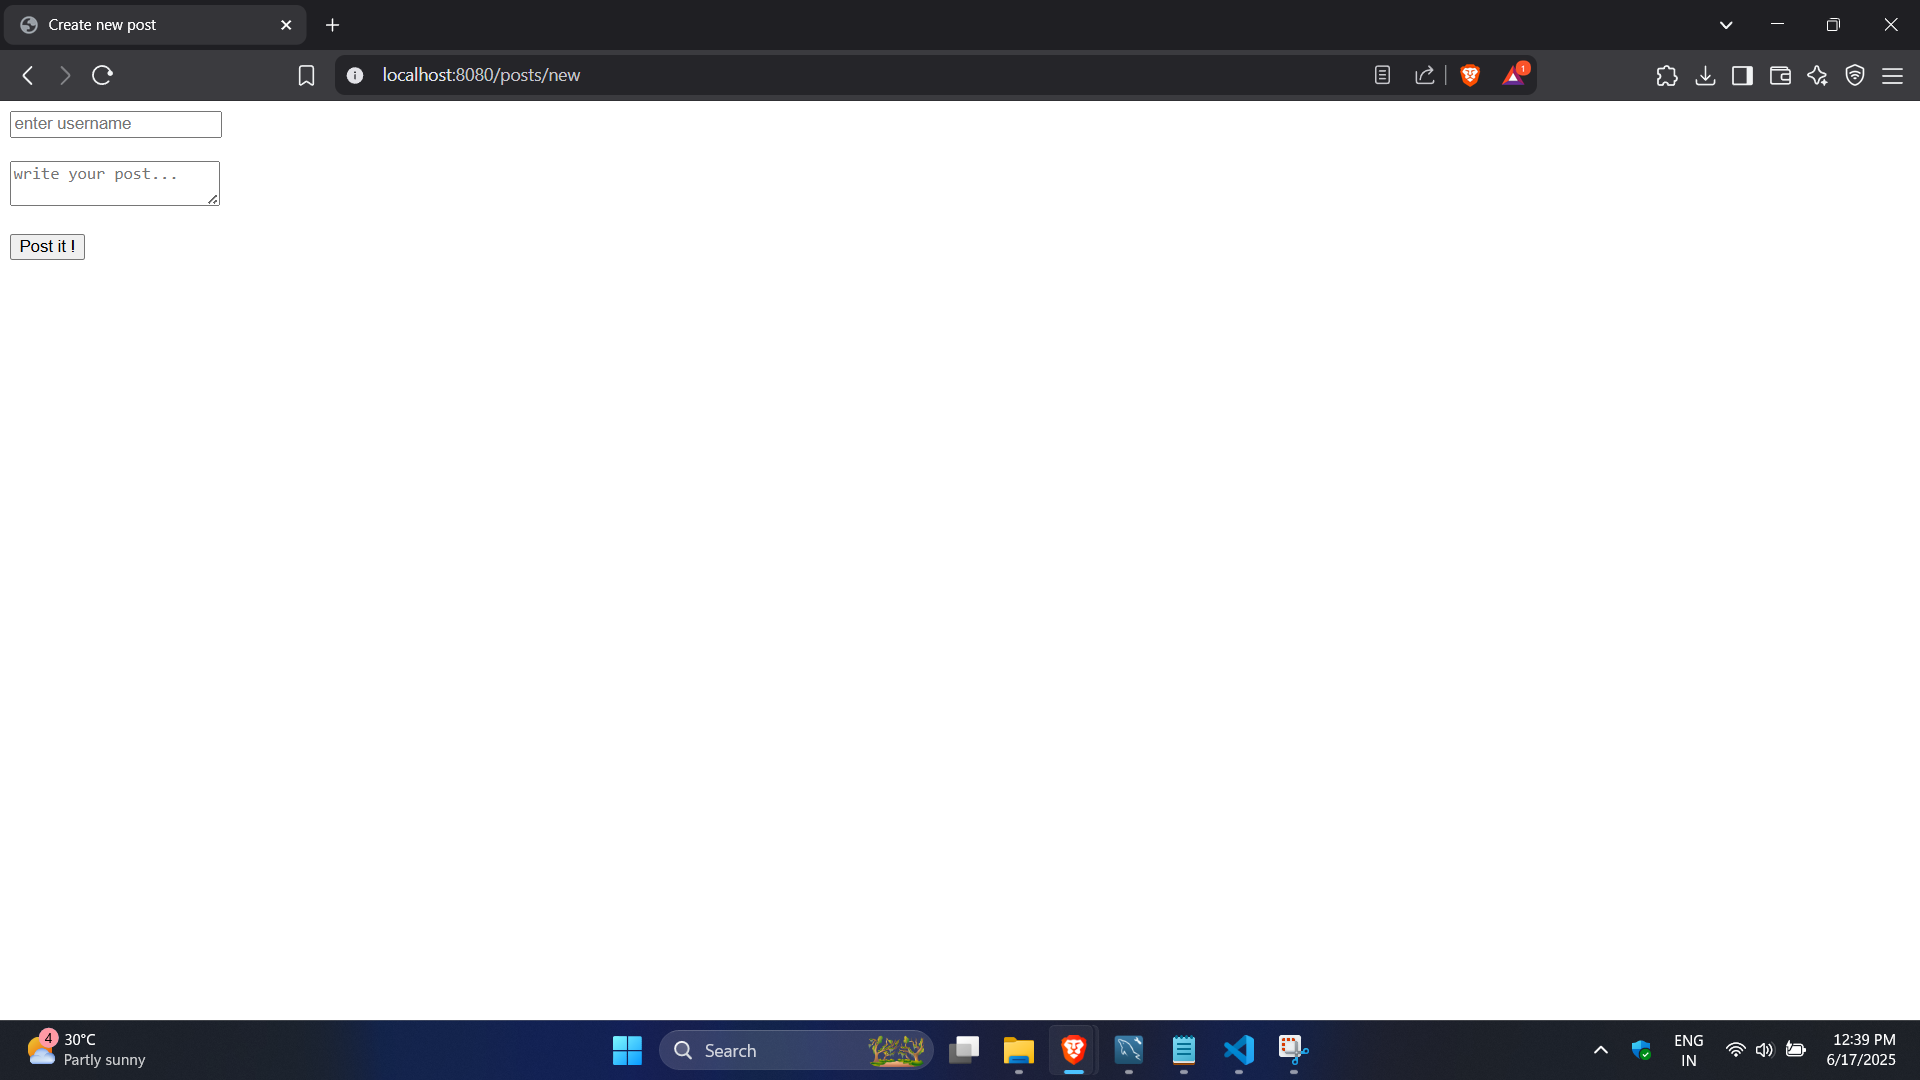 Create new post
localhost:8080/posts/new
1
enter username
write your post...
Post it !
4
30°C
Partly sunny
Search
ENG
IN
12:39 PM
6/17/2025